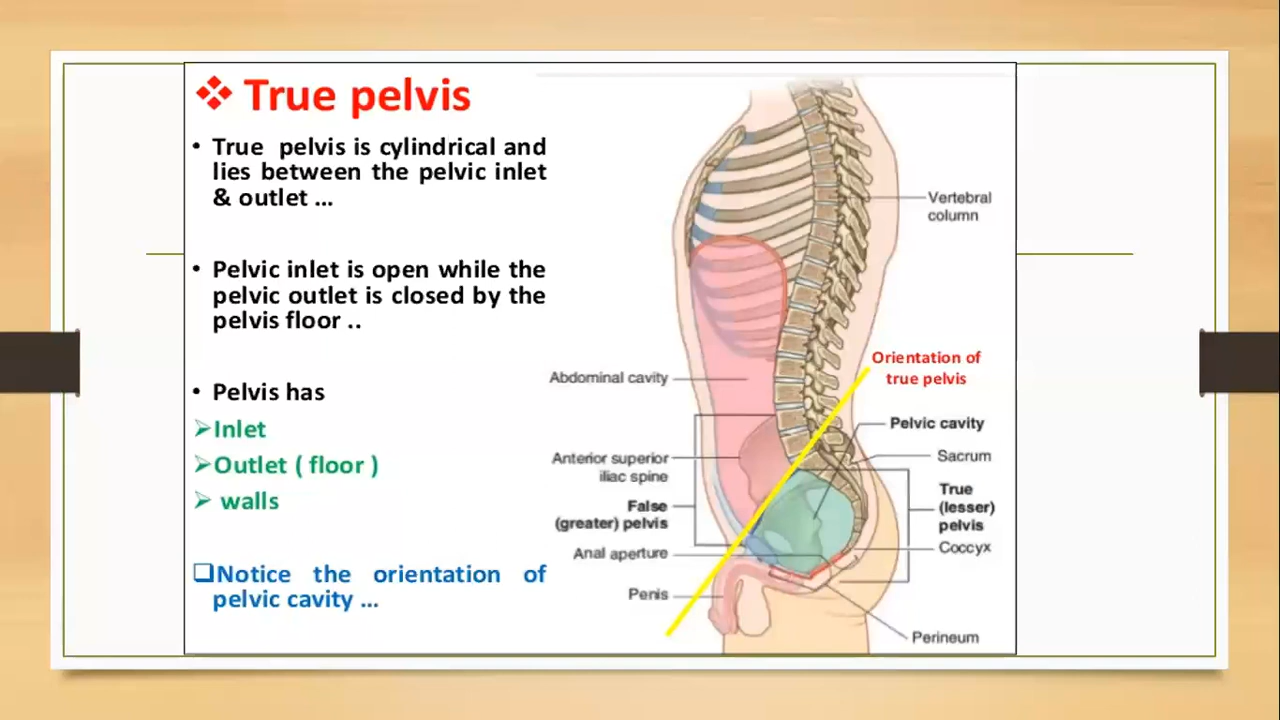 ❖ True pelvis
• True pelvis is cylindrical and
lies between the pelvic inlet
& outlet ...
• Pelvic inlet is open while the
pelvic outlet is closed by the
pelvis floor ..
• Pelvis has
➢Inlet
➢Outlet ( floor )
➢ walls
❑Notice the orientation of
pelvic cavity ...
Vertebral
column
Orientation of
true pelvis
Abdominal cavity
Pelvic cavity
Anterior superior
iliac spine
Sacrum
False
(greater) pelvis
True
(lesser)
pelvis
Anal aperture
Coccyx
Penis
Perineum